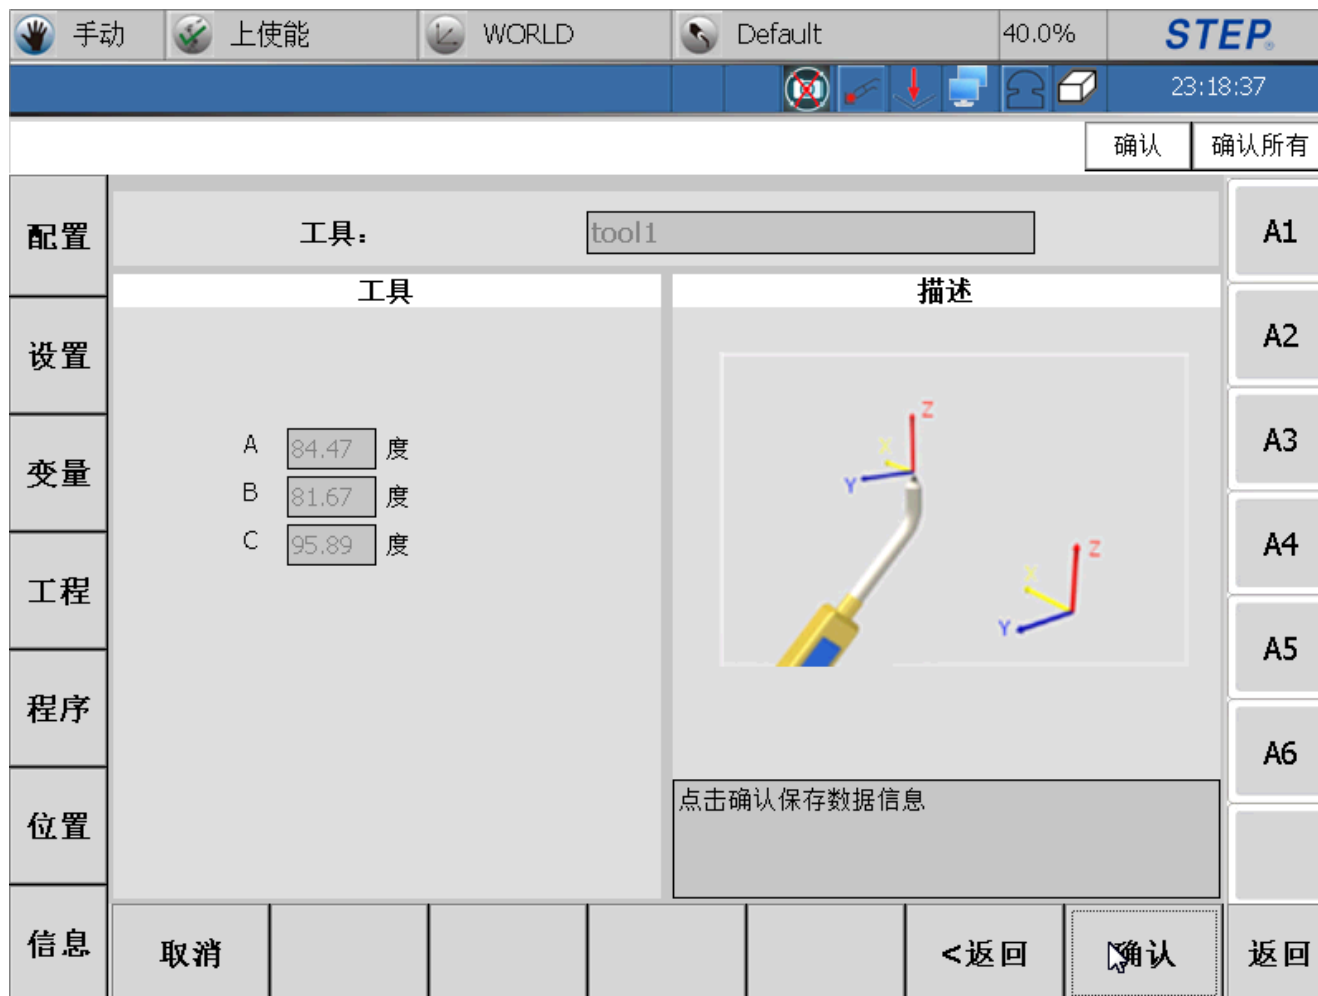 手动 上使能 WORLD Default 40.0% STEP®
23:18:37
确认 确认所有
配置 工具： tool1 A1
工具 描述
设置 A2
Z
X
Y
A 84.47 度
B 81.67 度
C 95.89 度
变量 A3
Z
X
Y
工程 A4
A5
程序
A6
点击确认保存数据信息
位置
信息 取消 <返回 确认 返回